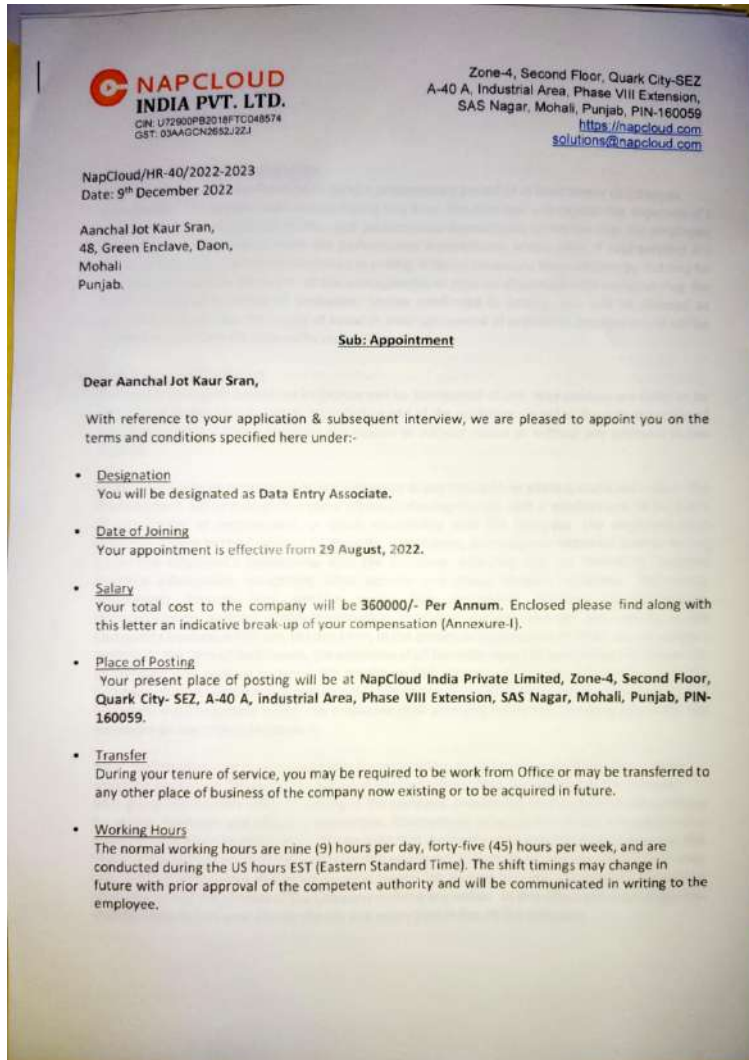 NAPCLOUD
INDIA PVT. LTD.
CIN: U72900PB2018FTC048574
GST: 03AAGCN2652J2ZJ
Zone-4, Second Floor, Quark City-SEZ
A-40 A, Industrial Area, Phase VIII Extension,
SAS Nagar, Mohali, Punjab, PIN-160059
https://napcloud.com
solutions@napcloud.com
NapCloud/HR-40/2022-2023
Date: 9th December 2022
Aanchal Jot Kaur Sran,
48, Green Enclave, Daon,
Mohali
Punjab.
Sub: Appointment
Dear Aanchal Jot Kaur Sran,
With reference to your application & subsequent interview, we are pleased to appoint you on the
terms and conditions specified here under:-
• Designation
You will be designated as Data Entry Associate.
• Date of Joining
Your appointment is effective from 29 August, 2022.
• Salary
Your total cost to the company will be 360000/- Per Annum. Enclosed please find along with
this letter an indicative break-up of your compensation (Annexure-I).
• Place of Posting
Your present place of posting will be at NapCloud India Private Limited, Zone-4, Second Floor,
Quark City- SEZ, A-40 A, industrial Area, Phase VIII Extension, SAS Nagar, Mohali, Punjab, PIN-
160059.
• Transfer
During your tenure of service, you may be required to be work from Office or may be transferred to
any other place of business of the company now existing or to be acquired in future.
• Working Hours
The normal working hours are nine (9) hours per day, forty-five (45) hours per week, and are
conducted during the US hours EST (Eastern Standard Time). The shift timings may change in
future with prior approval of the competent authority and will be communicated in writing to the
employee.